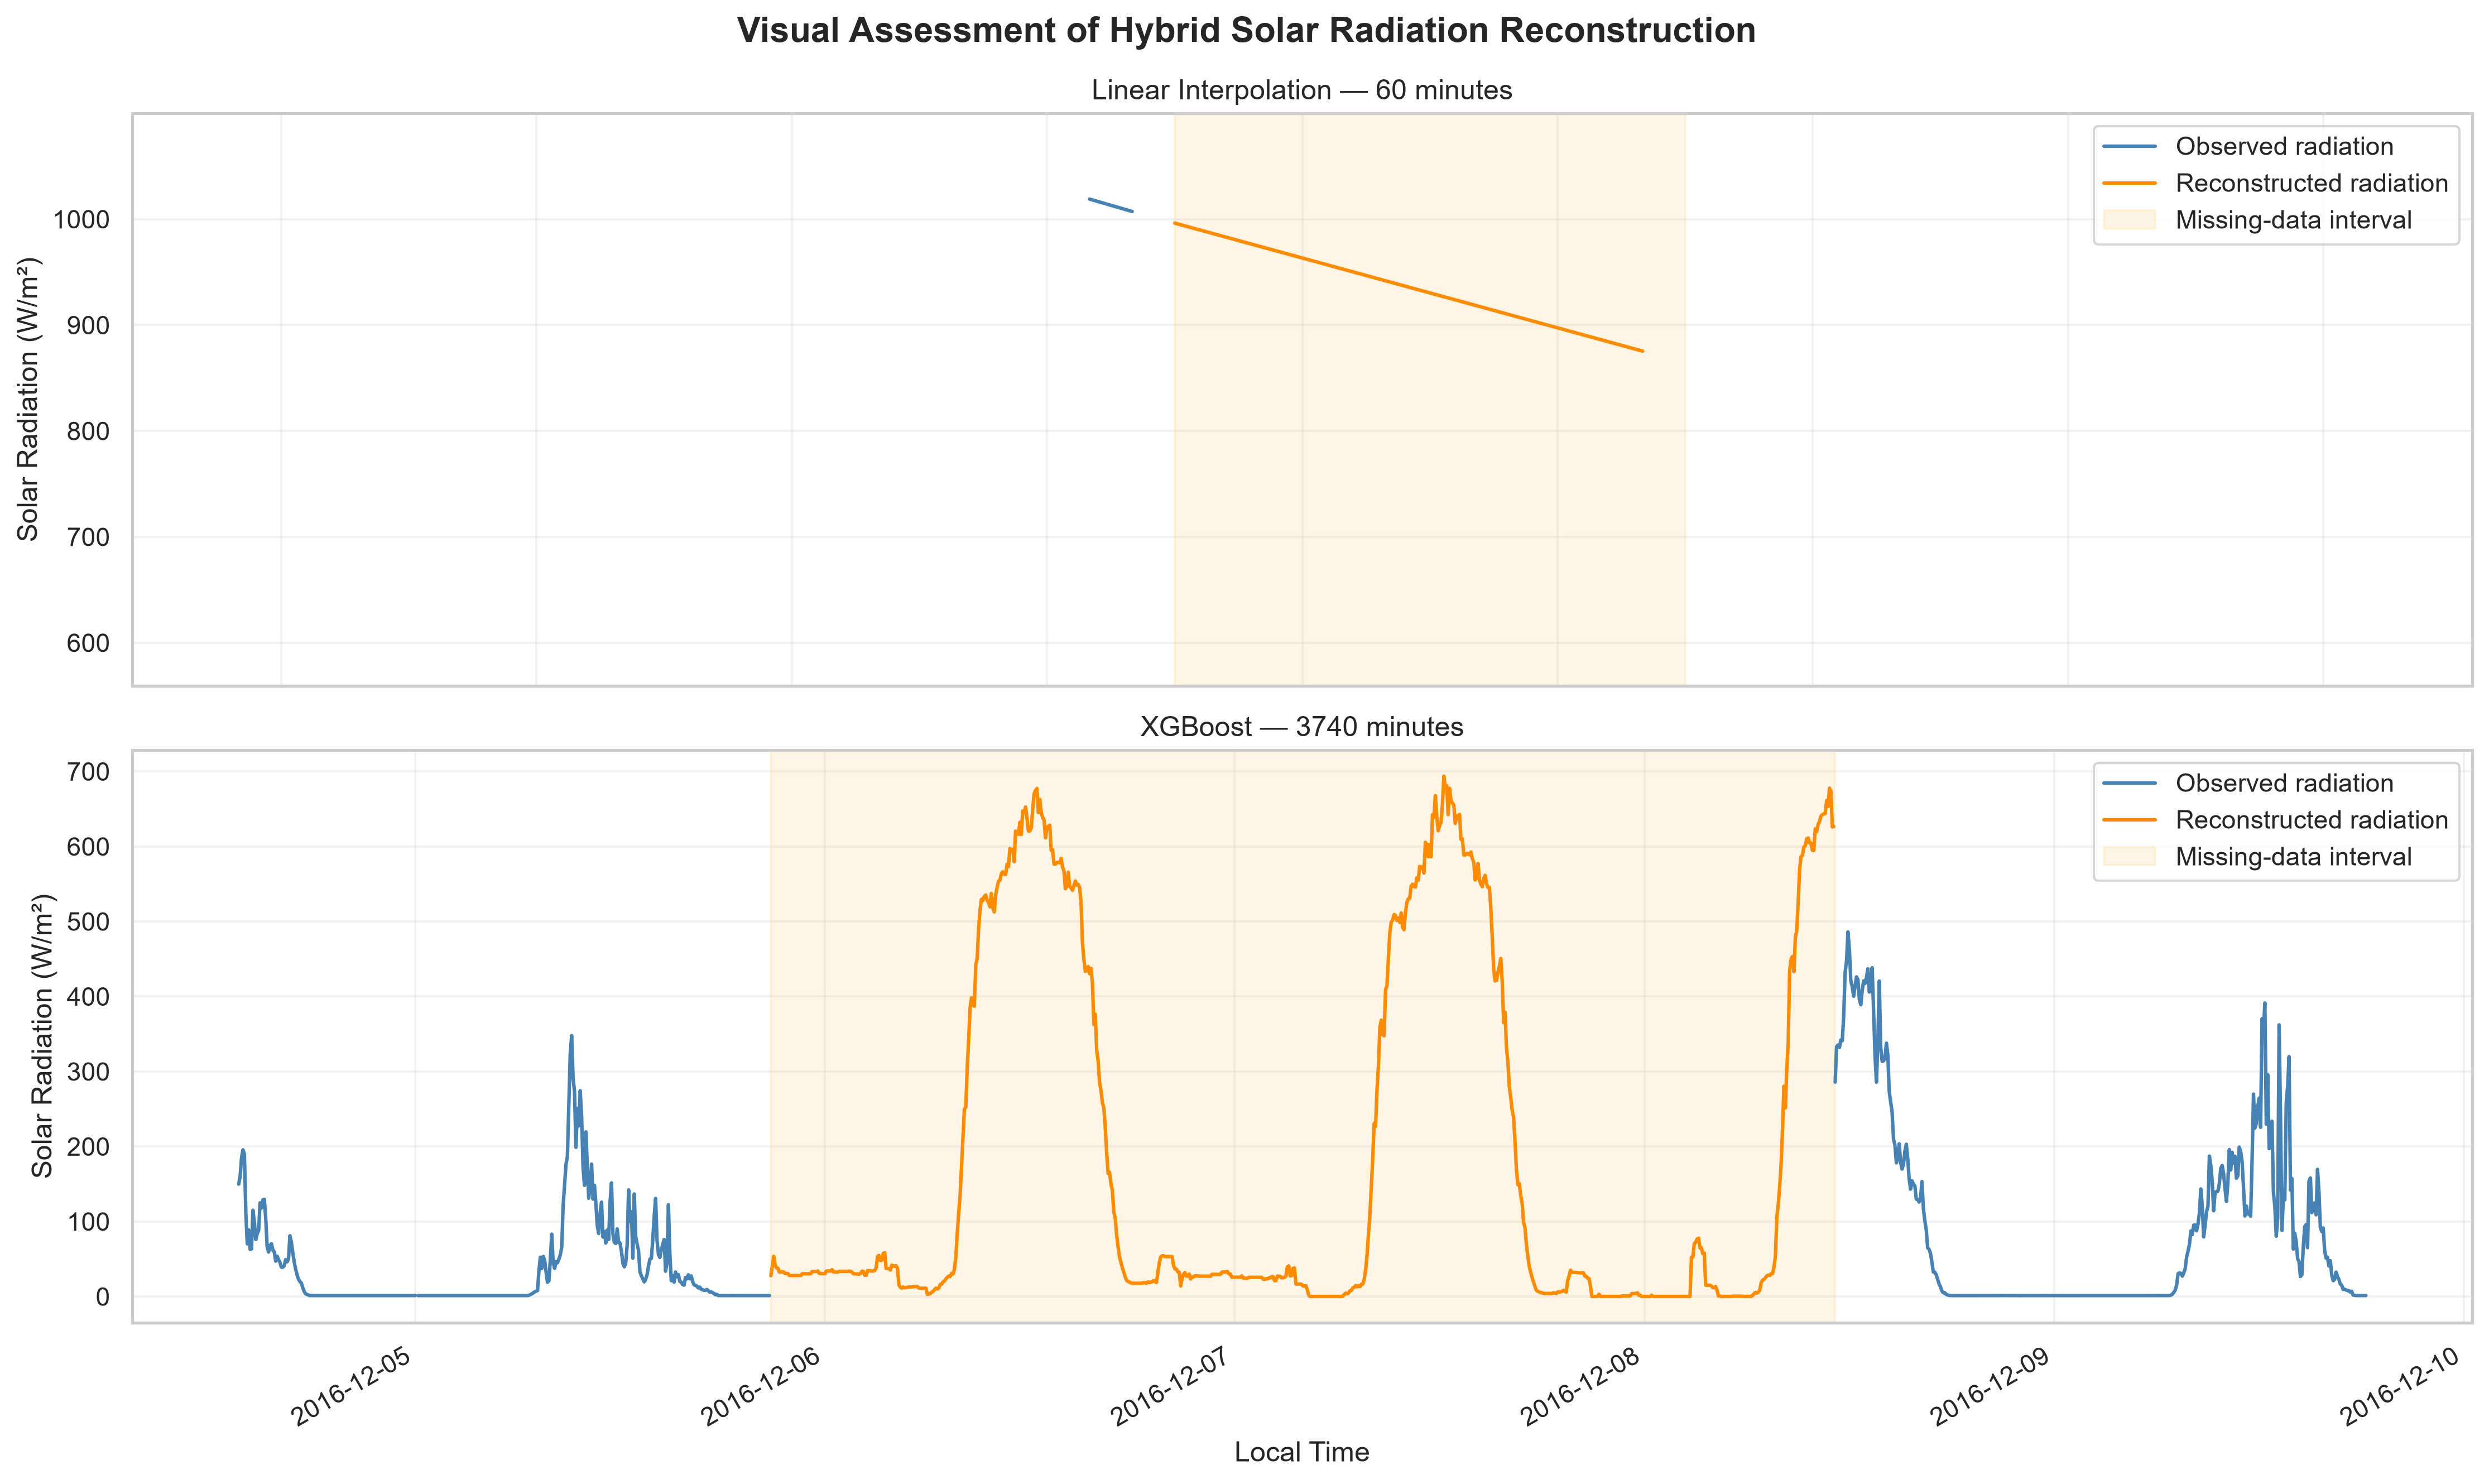 Visual Assessment of Hybrid Solar Radiation Reconstruction
Linear Interpolation — 60 minutes
Observed radiation
Reconstructed radiation
Missing-data interval
Solar Radiation (W/m²)
1000
900
800
700
600
XGBoost — 3740 minutes
Observed radiation
Reconstructed radiation
Missing-data interval
Solar Radiation (W/m²)
700
600
500
400
300
200
100
0
2016-12-05
2016-12-06
2016-12-07
2016-12-08
2016-12-09
2016-12-10
Local Time